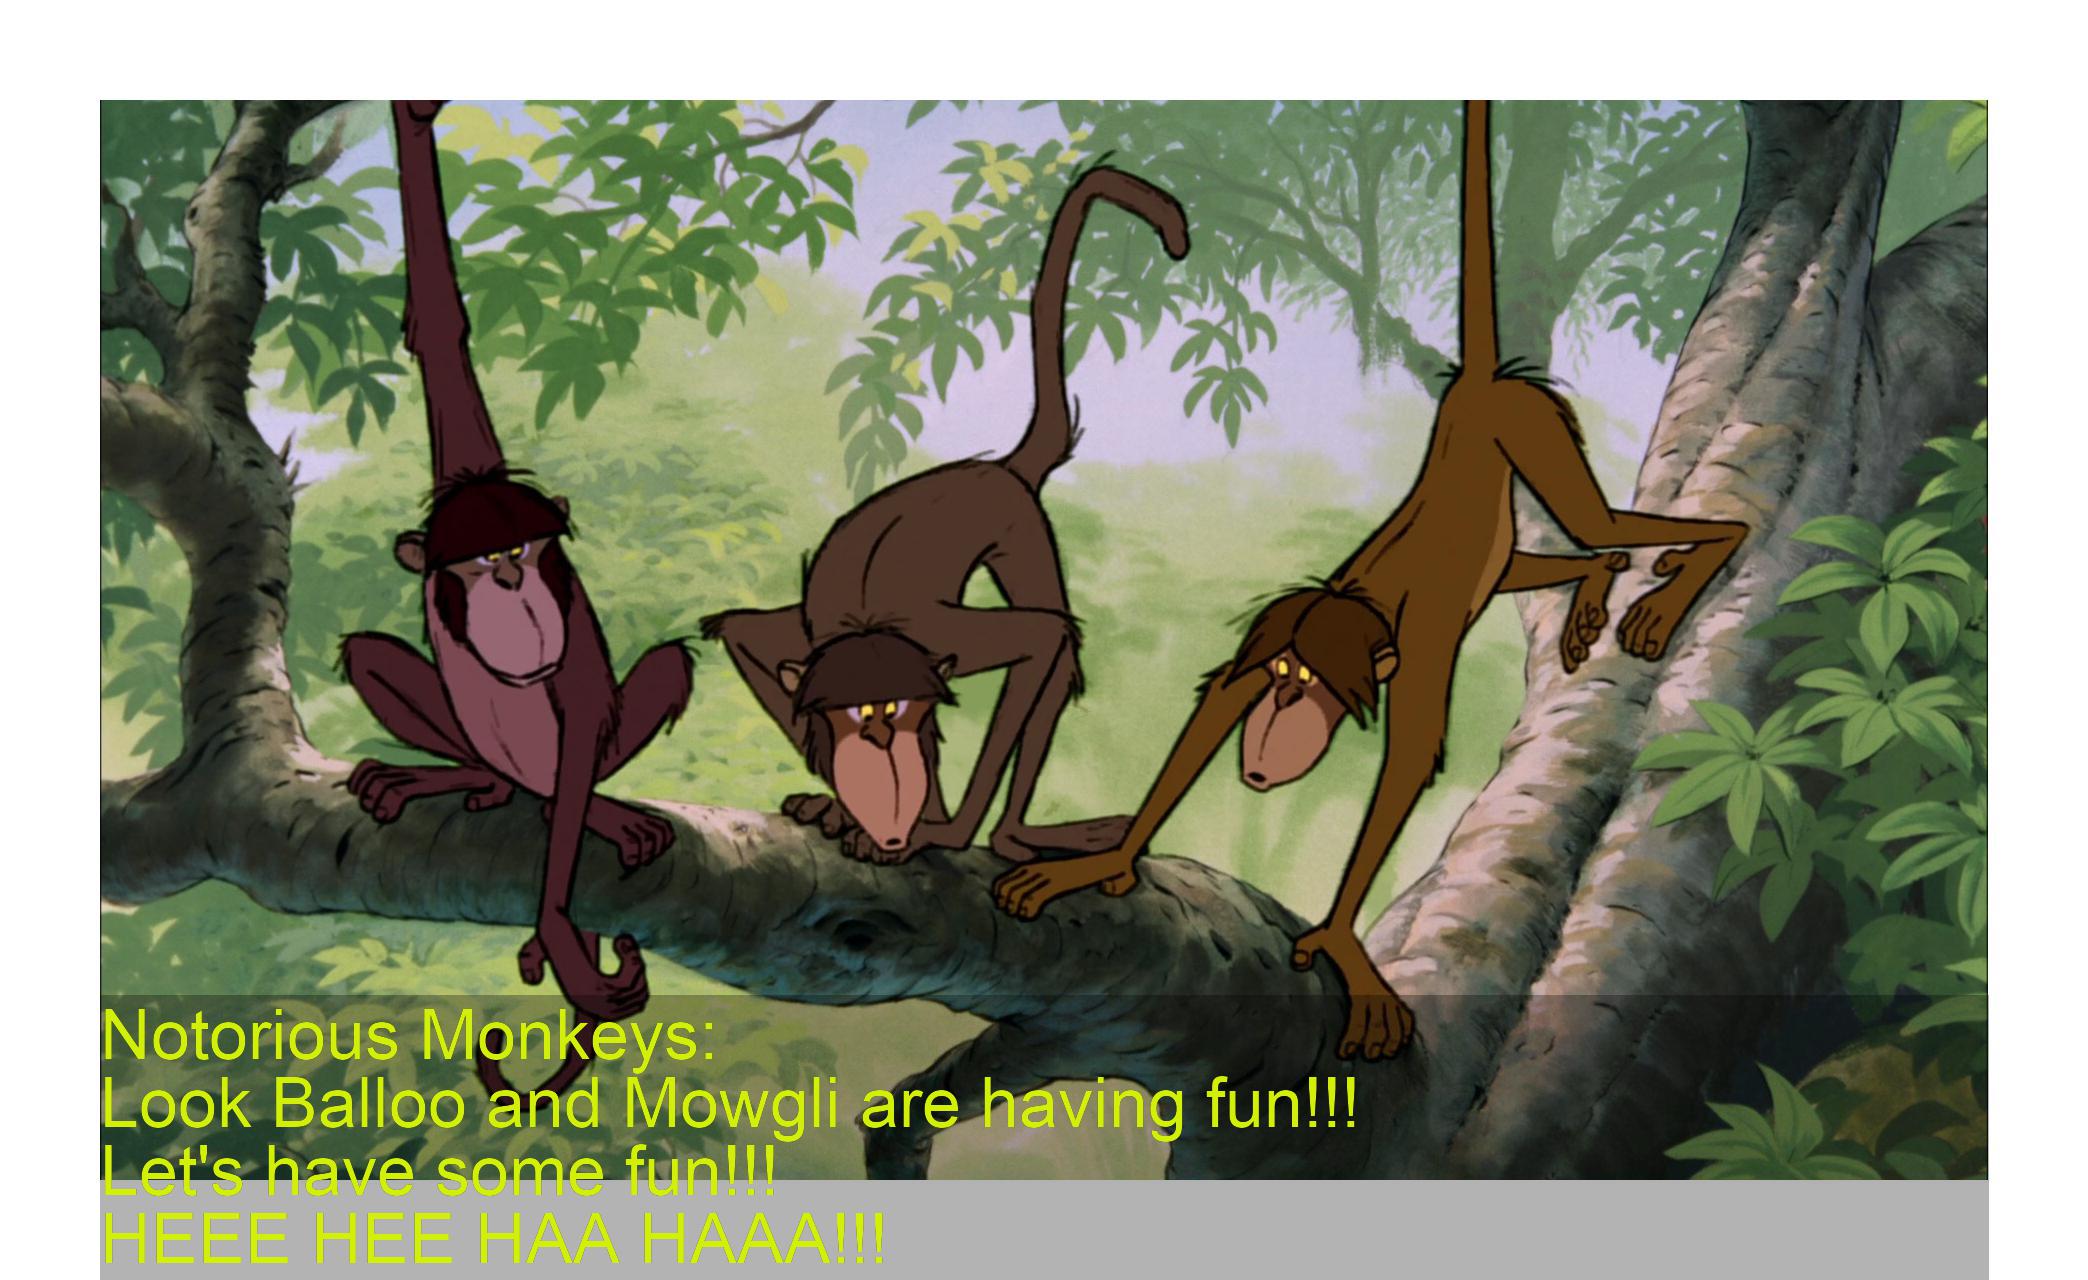 Notorious Monkeys:
Look Balloo and Mowgli are having fun!!!
Let's have some fun!!!
HEEE HEE HAA HAAA!!!